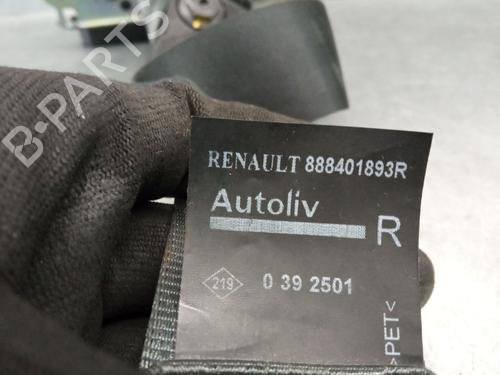 RENAULT 888401893R
Autoliv
R
219
0 39 2501
>PET<
B-PARTS